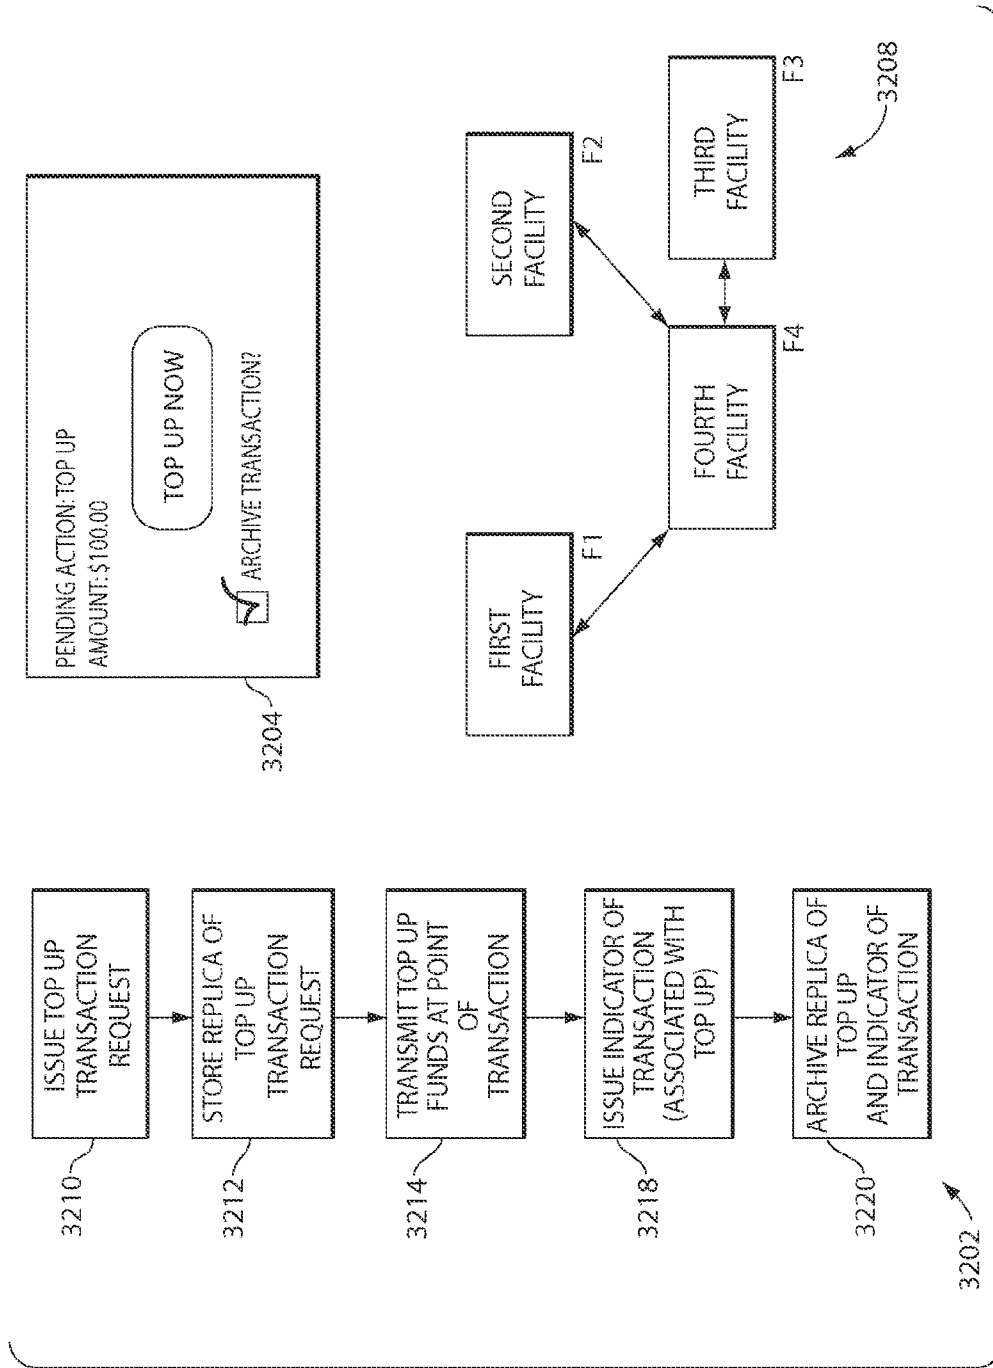 3210
ISSUE TOP UP
TRANSACTION
REQUEST
3212
STORE REPLICA OF
TOP UP
TRANSACTION
REQUEST
3214
TRANSMIT TOP UP
FUNDS AT POINT
OF
TRANSACTION
3218
ISSUE INDICATOR OF
TRANSACTION
(ASSOCIATED WITH
TOP UP)
3220
ARCHIVE REPLICA OF
TOP UP
AND INDICATOR OF
TRANSACTION
3202
PENDING ACTION: TOP UP
AMOUNT: $100.00
TOP UP NOW
ARCHIVE TRANSACTION?
3204
FIRST
FACILITY
F1
SECOND
FACILITY
F2
FOURTH
FACILITY
F4
THIRD
FACILITY
F3
3208